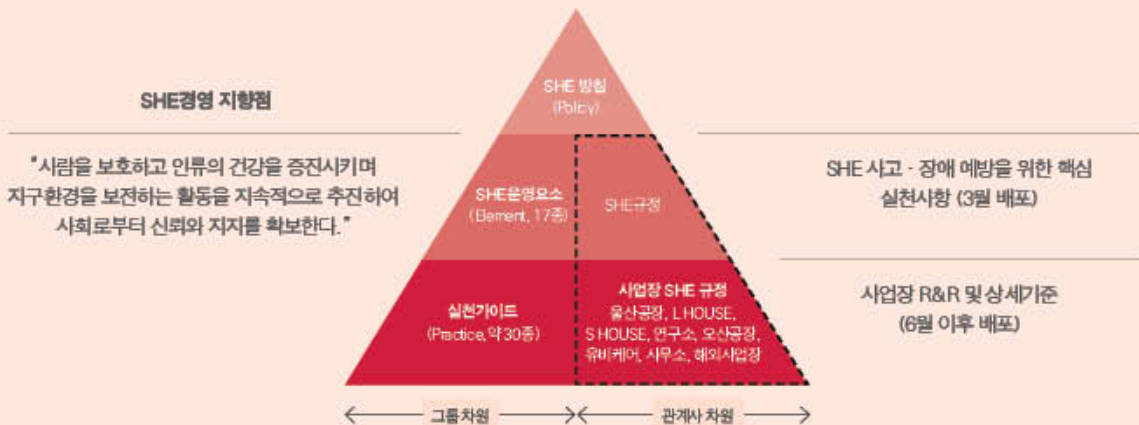 SHE경영 지향점
"사람을 보호하고 인류의 건강을 증진시키며
지구환경을 보전하는 활동을 지속적으로 추진하여
사회로부터 신뢰와 지지를 확보한다."
SHE 방침
(Policy)
SHE운영요소
(Element, 17종)
SHE규정
실천가이드
(Practice, 약 30종)
사업장 SHE 규정
울산공장, L HOUSE,
S HOUSE, 연구소, 오산공장,
유비케어, 사무소, 해외사업장
SHE 사고 · 장애 예방을 위한 핵심
실천사항 (3월 배포)
사업장 R&R 및 상세기준
(6월 이후 배포)
그룹 차원
관계사 차원